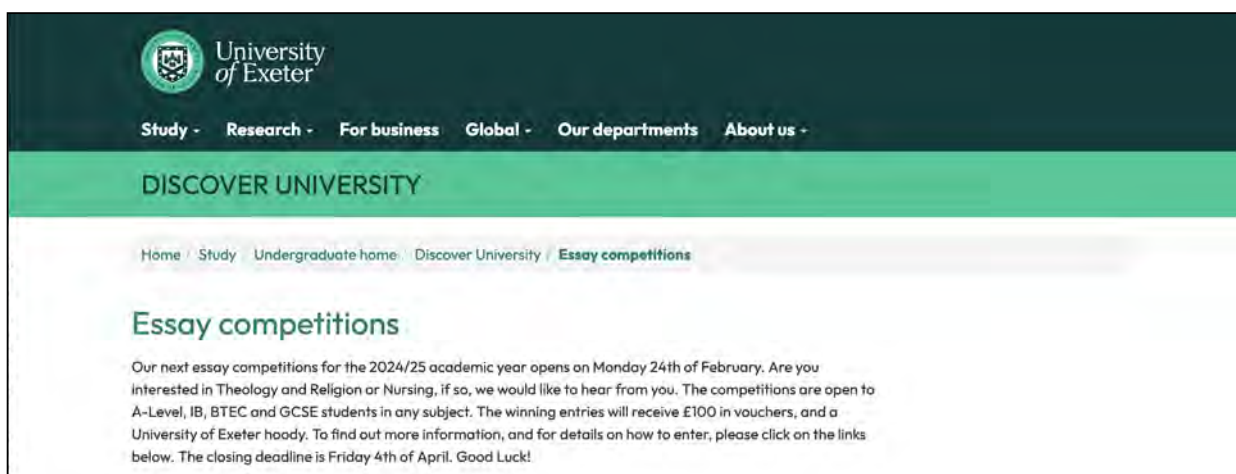 University
of Exeter
Study - Research - For business Global - Our departments About us -
DISCOVER UNIVERSITY
Home / Study / Undergraduate home / Discover University / Essay competitions
Essay competitions
Our next essay competitions for the 2024/25 academic year opens on Monday 24th of February. Are you
interested in Theology and Religion or Nursing, if so, we would like to hear from you. The competitions are open to
A-Level, IB, BTEC and GCSE students in any subject. The winning entries will receive £100 in vouchers, and a
University of Exeter hoody. To find out more information, and for details on how to enter, please click on the links
below. The closing deadline is Friday 4th of April. Good Luck!